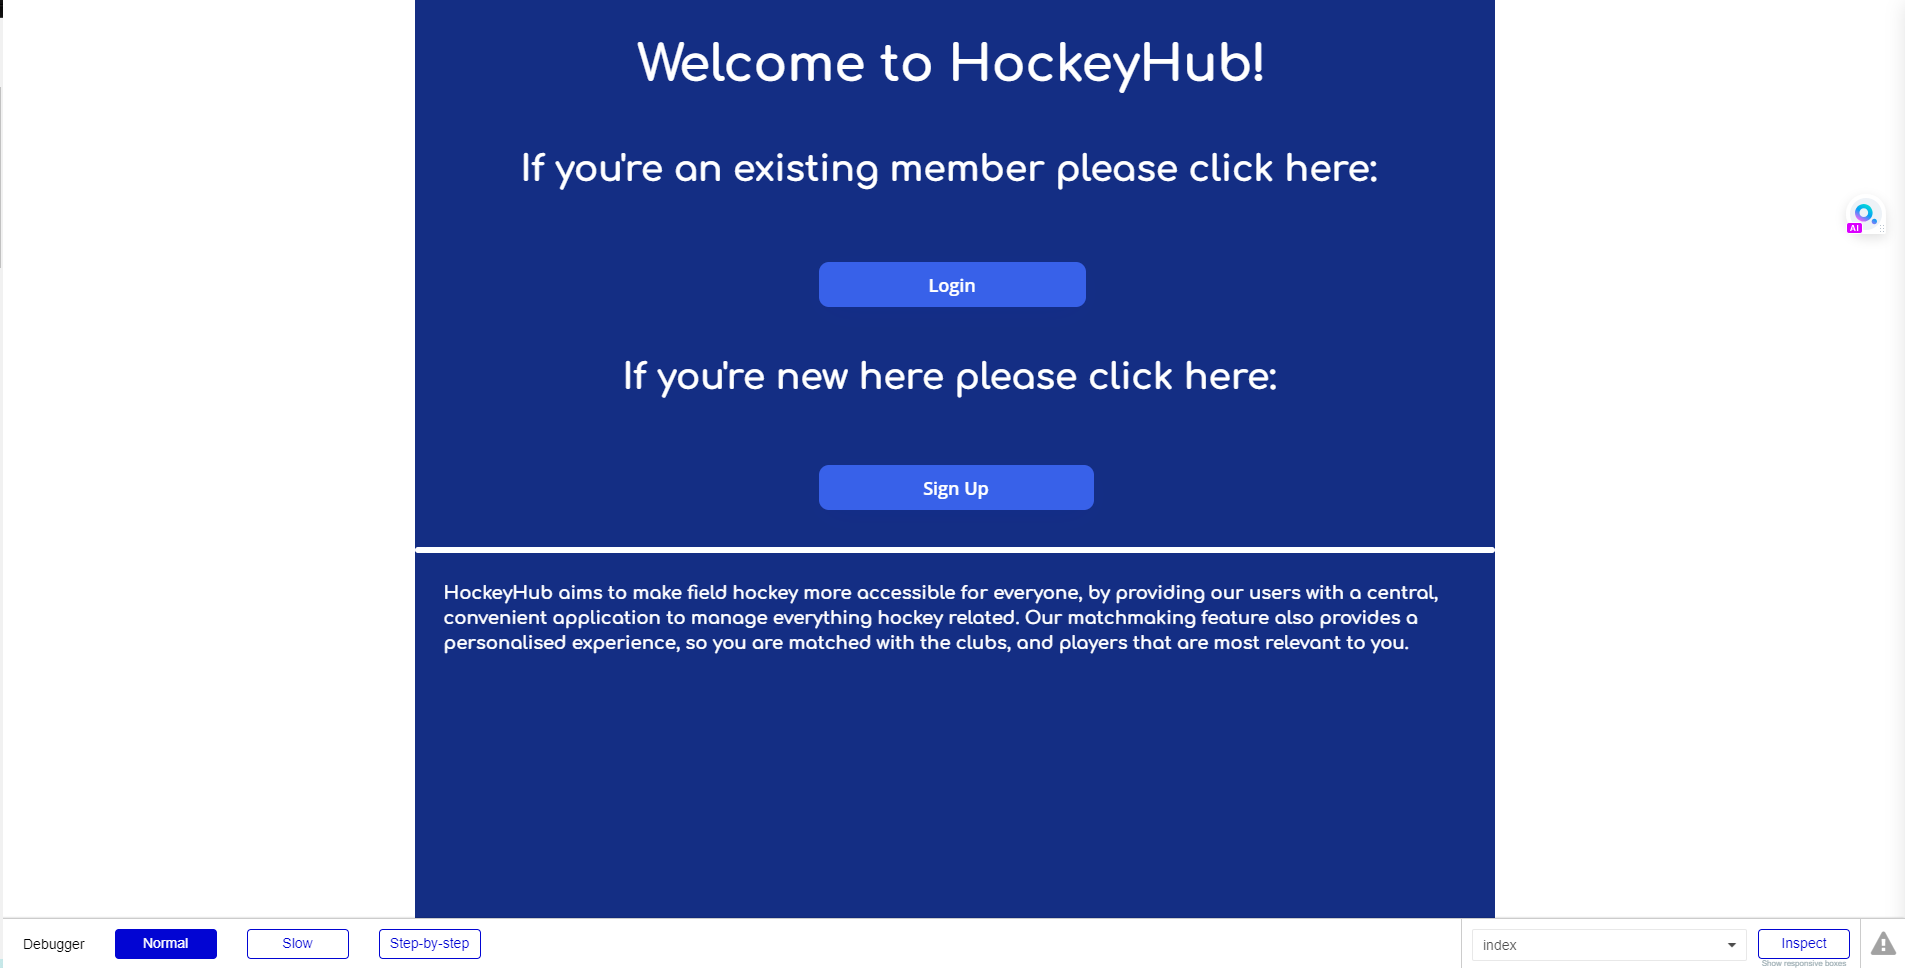 Welcome to HockeyHub!
If you're an existing member please click here:
AI
Login
If you're new here please click here:
Sign Up
HockeyHub aims to make field hockey more accessible for everyone, by providing our users with a central,
convenient application to manage everything hockey related. Our matchmaking feature also provides a
personalised experience, so you are matched with the clubs, and players that are most relevant to you.
Debugger Normal Slow Step-by-step index Inspect
Show responsive boxes